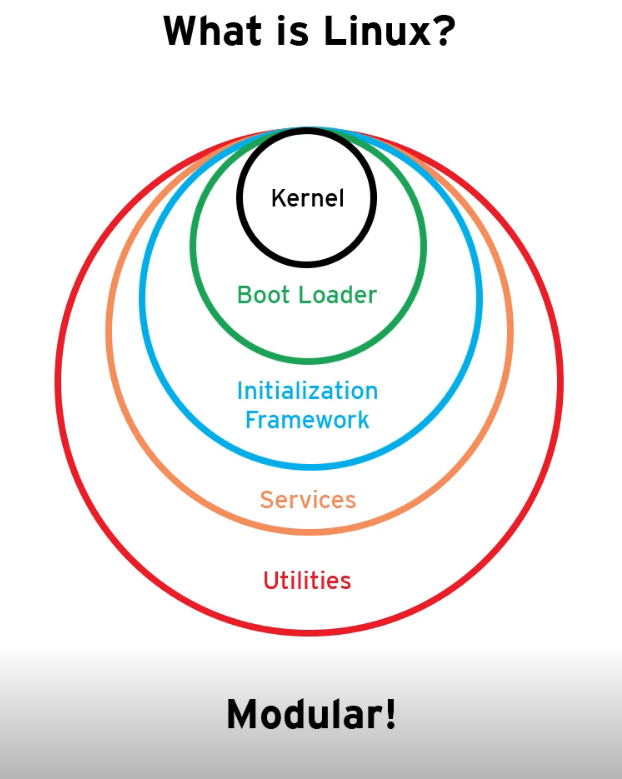 What is Linux?
Kernel
Boot Loader
Initialization
Framework
Services
Utilities
Modular!